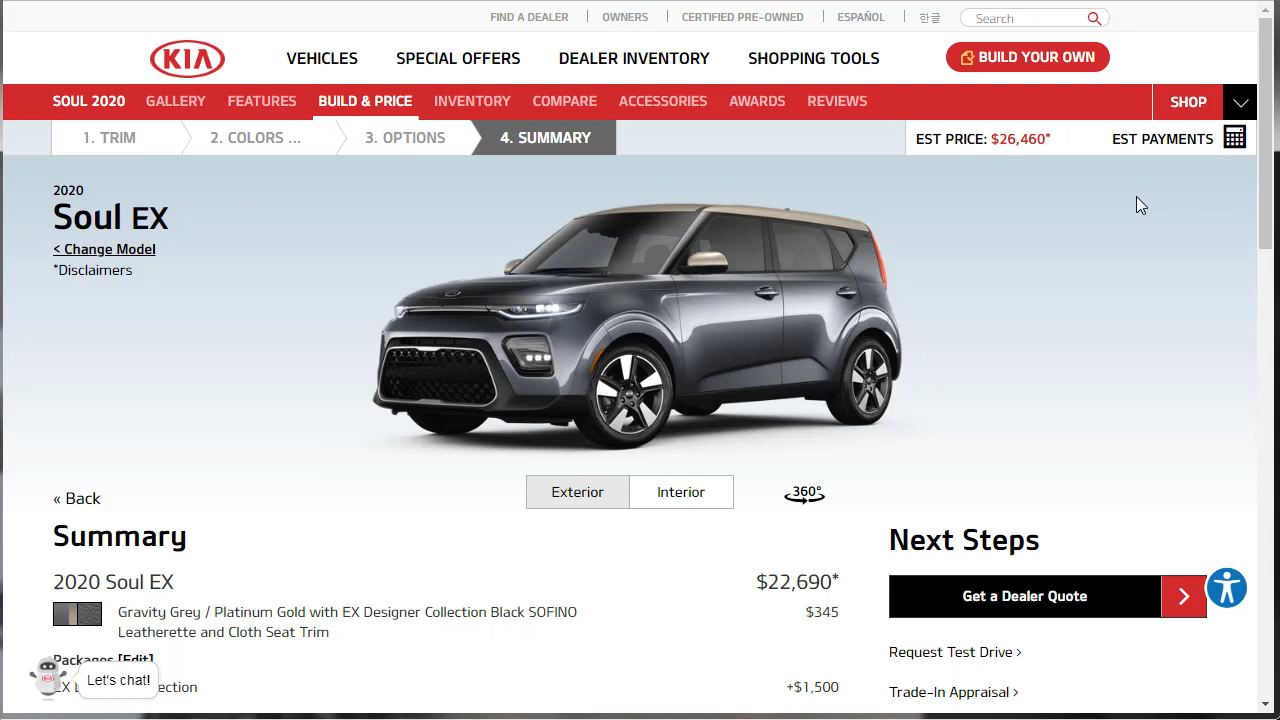 FIND A DEALER
OWNERS
CERTIFIED PRE-OWNED
ESPAÑOL
한글
Search
KIA
VEHICLES
SPECIAL OFFERS
DEALER INVENTORY
SHOPPING TOOLS
BUILD YOUR OWN
SOUL 2020
GALLERY
FEATURES
BUILD & PRICE
INVENTORY
COMPARE
ACCESSORIES
AWARDS
REVIEWS
SHOP
1. TRIM
2. COLORS ...
3. OPTIONS
4. SUMMARY
EST PRICE: $26,460*
EST PAYMENTS
2020
Soul EX
< Change Model
*Disclaimers
« Back
Exterior
Interior
360°
Summary
Next Steps
2020 Soul EX
$22,690*
Gravity Grey / Platinum Gold with EX Designer Collection Black SOFINO
Leatherette and Cloth Seat Trim
$345
Get a Dealer Quote
Request Test Drive ›
Packages [Edit]
Let's chat!
EX
+$1,500
Trade-In Appraisal ›